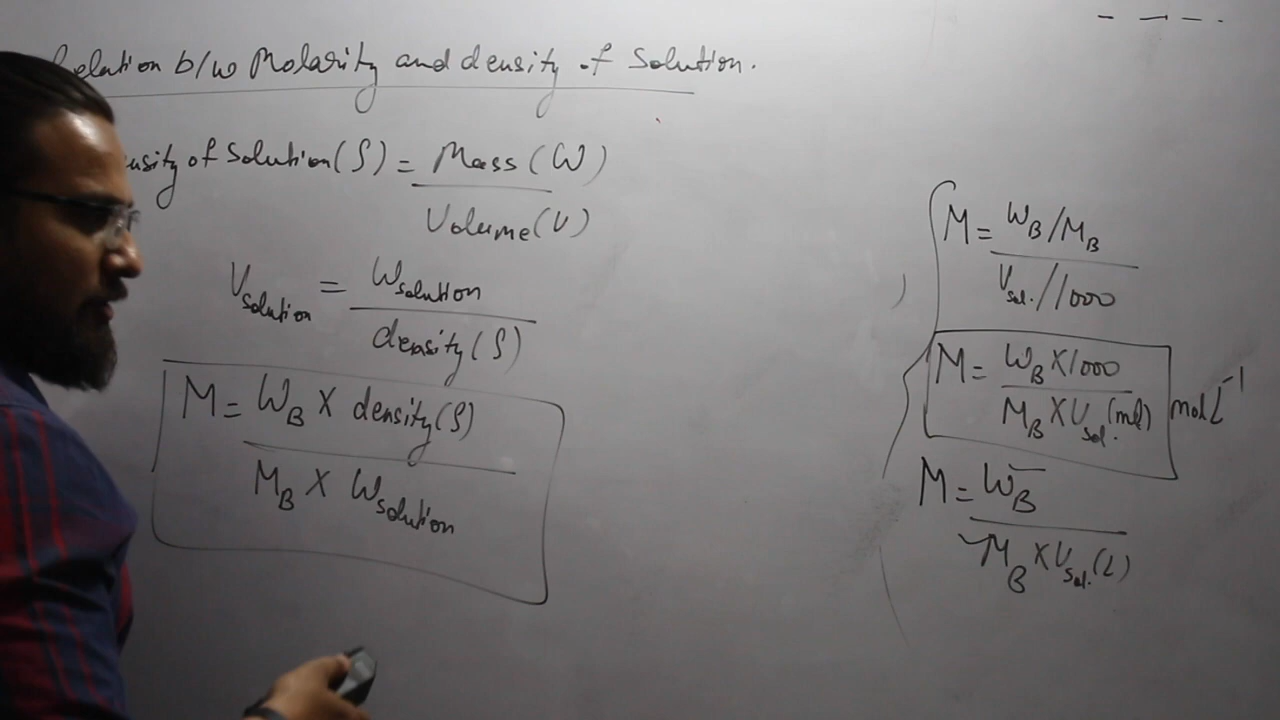 Relation b/w Molarity and density of Solution.
Density of Solution (ρ) = Mass (W)
Volume (V)
V solution = W solution
density (ρ)
M = W_B X density (ρ)
M_B X W solution
M = W_B / M_B
V sol. // 1000
M = W_B X 1000
M_B X V sol. (ml)
mol L⁻¹
M = W_B
M_B X V sol. (L)